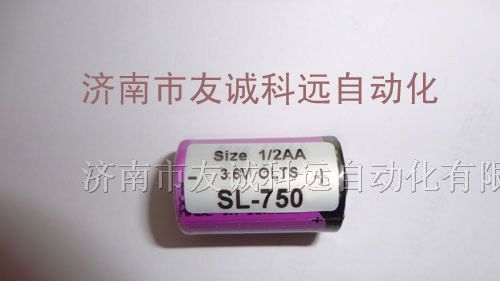 济南市友诚科远自动化
Size 1/2AA
3.6VOLTS
济南市友诚科远自动化有限
SL-750